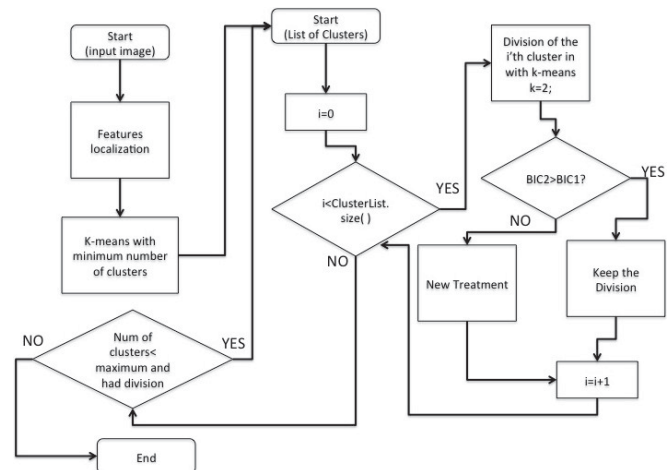 Start
(input image)
Features
localization
K-means with
minimum number
of clusters
Start
(List of Clusters)
i=0
i<ClusterList.
size( )
YES
NO
Division of the
i'th cluster in
with k-means
k=2;
BIC2>BIC1?
YES
NO
New Treatment
Keep the
Division
i=i+1
Num of
clusters<
maximum and
had division
YES
NO
End